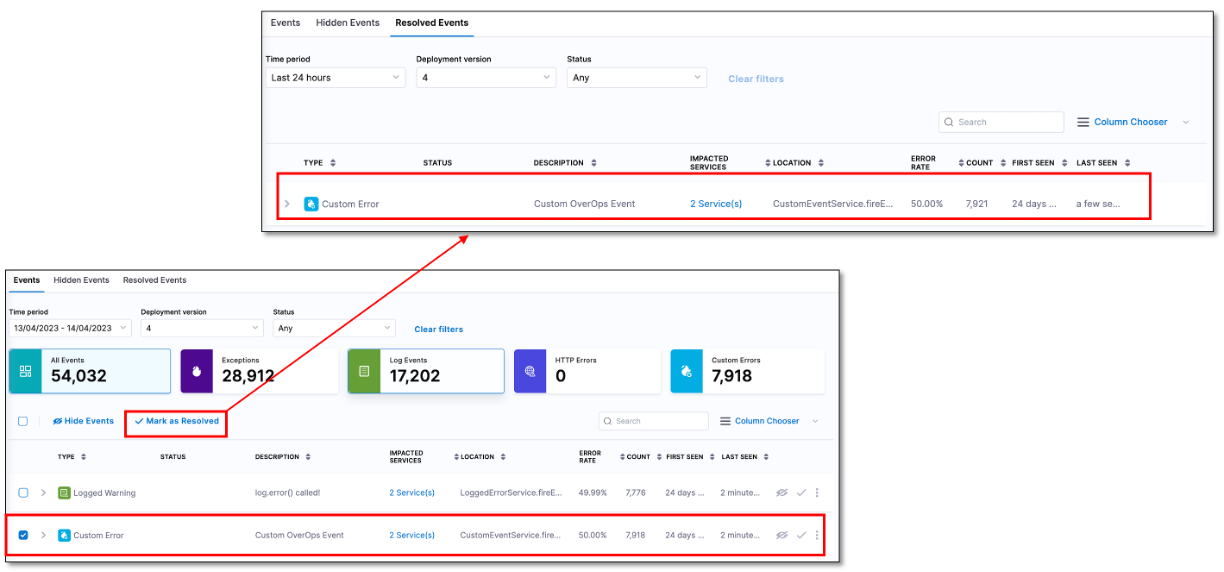 Events Hidden Events Resolved Events
Time period Deployment version Status
Last 24 hours 4 Any Clear filters
Search Column Chooser
TYPE STATUS DESCRIPTION IMPACTED SERVICES LOCATION ERROR RATE COUNT FIRST SEEN LAST SEEN
Custom Error Custom OverOps Event 2 Service(s) CustomEventService.fireE... 50.00% 7,921 24 days ... a few se...
Events Hidden Events Resolved Events
Time period Deployment version Status
13/04/2023 - 14/04/2023 4 Any Clear filters
All Events Exceptions Log Events HTTP Errors Custom Errors
54,032 28,912 17,202 0 7,918
Hide Events Mark as Resolved Search Column Chooser
TYPE STATUS DESCRIPTION IMPACTED SERVICES LOCATION ERROR RATE COUNT FIRST SEEN LAST SEEN
Logged Warning log.error() called! 2 Service(s) LoggedErrorService.fireE... 49.99% 7,776 24 days ... 2 minute...
Custom Error Custom OverOps Event 2 Service(s) CustomEventService.fire... 50.00% 7,918 24 days ... 2 minute...